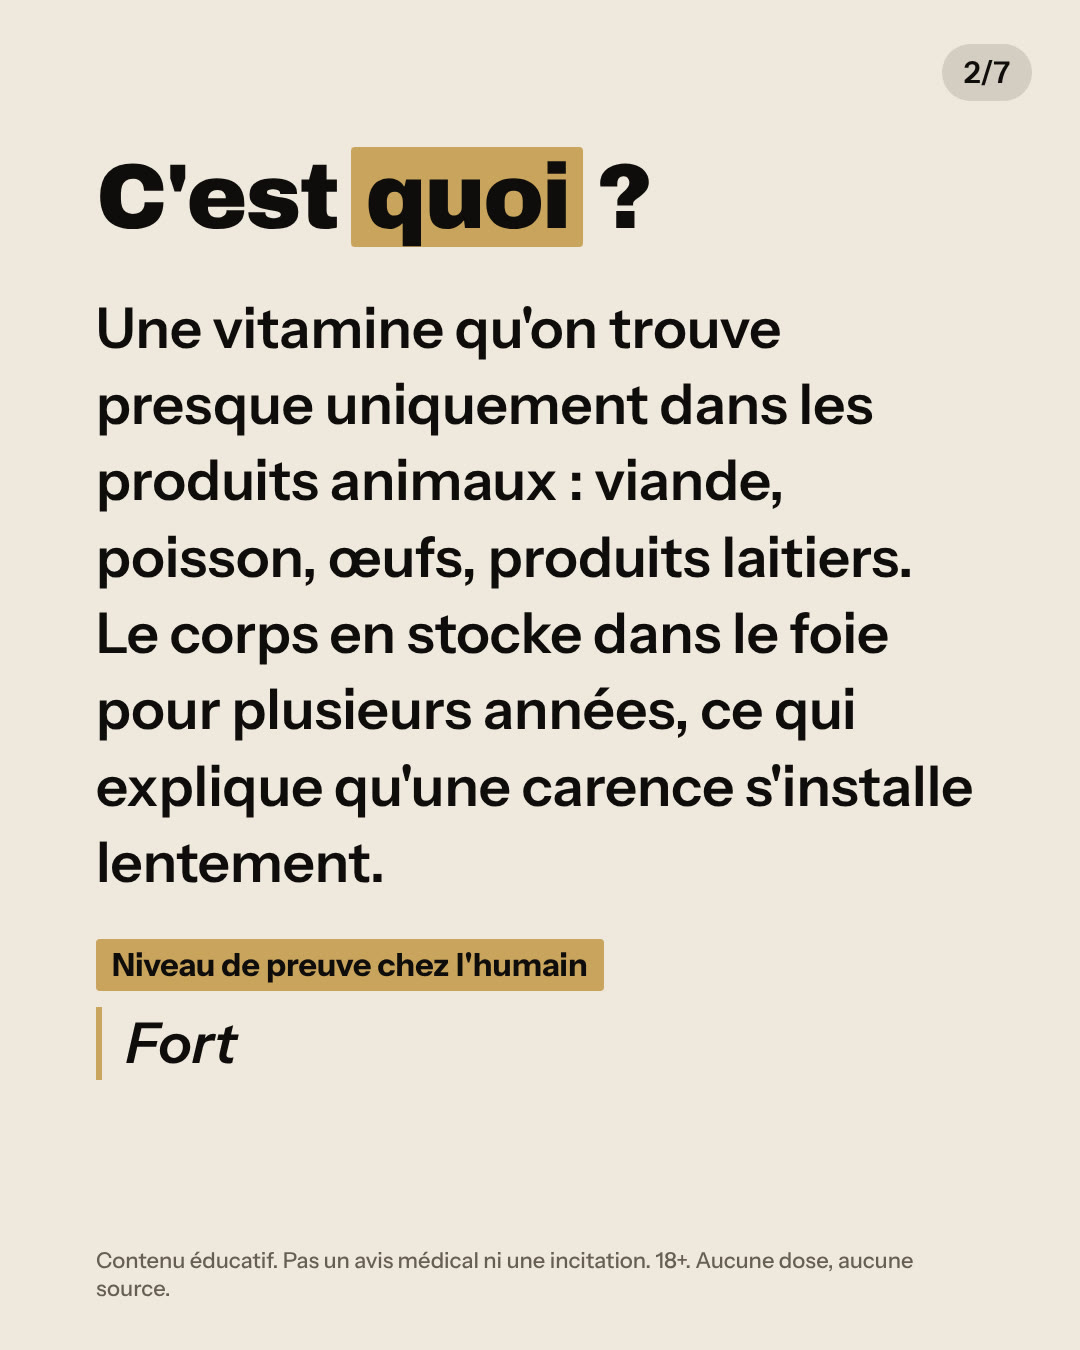 2/7
C'est quoi ?
Une vitamine qu'on trouve
presque uniquement dans les
produits animaux : viande,
poisson, œufs, produits laitiers.
Le corps en stocke dans le foie
pour plusieurs années, ce qui
explique qu'une carence s'installe
lentement.
Niveau de preuve chez l'humain
Fort
Contenu éducatif. Pas un avis médical ni une incitation. 18+. Aucune dose, aucune
source.